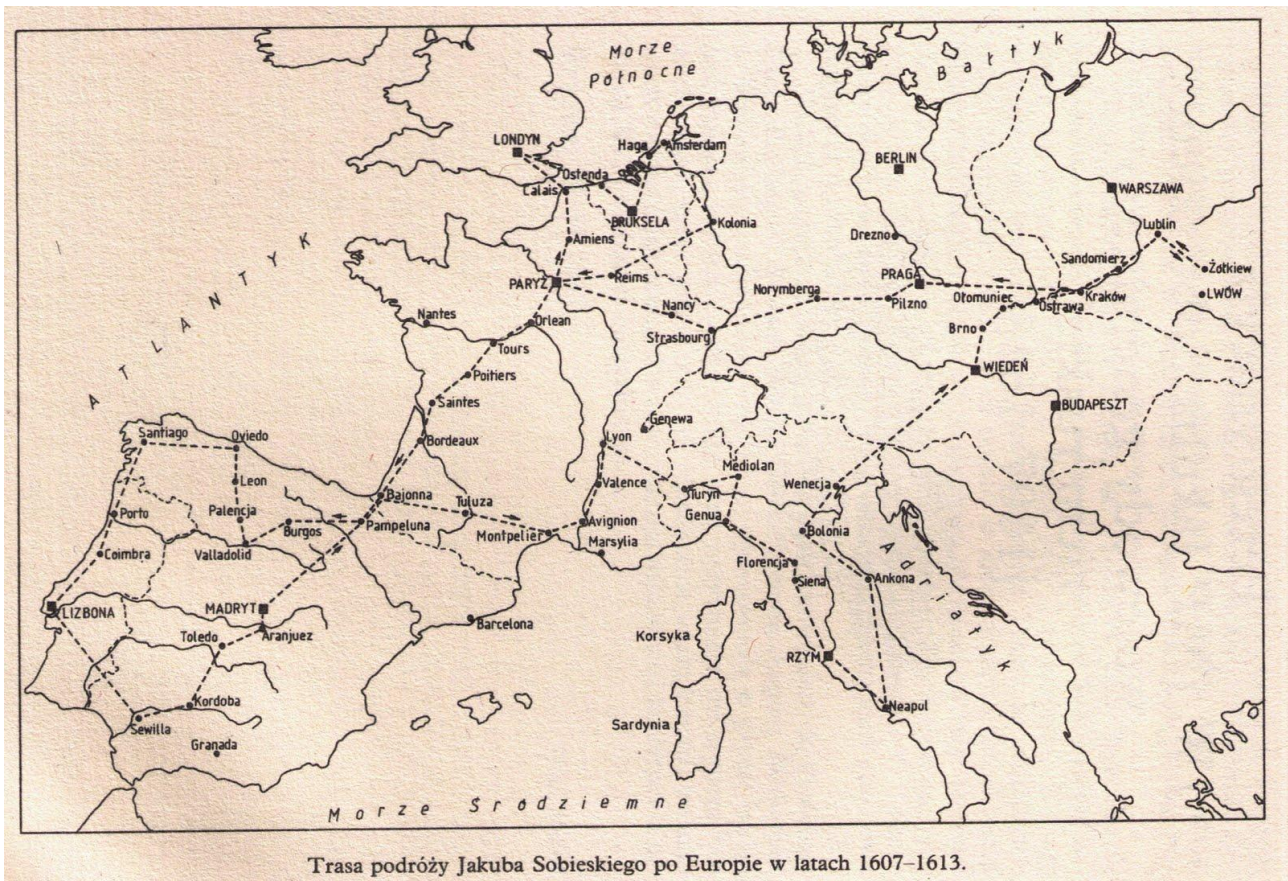 Morze
Północne
Bałtyk
LONDYN
Haga
Amsterdam
BERLIN
Ostenda
Calais
WARSZAWA
BRUKSELA
Kolonia
Lublin
Amiens
Drezno
Sandomierz
Żółkiew
PARYŻ
Reims
PRAGA
Norymberga
Kraków
LWÓW
Nancy
Pilzno
Ołomuniec
Ostrawa
Nantes
Orlean
Strasbourg
Brno
Tours
WIEDEŃ
Poitiers
ATLANTYK
Saintes
BUDAPESZT
Genewa
Santiago
Oviedo
Bordeaux
Lyon
Mediolan
Leon
Valence
Wenecja
Bajonna
Turyn
Tuluza
Porto
Palencja
Burgos
Pampeluna
Avignion
Genua
Montpelier
Bolonia
Coimbra
Valladolid
Marsylia
Florencja
Siena
Ankona
Adriatyk
LIZBONA
MADRYT
Barcelona
Aranjuez
Toledo
Korsyka
RZYM
Kordoba
Neapul
Sewilla
Sardynia
Granada
Morze Śródziemne
Trasa podróży Jakuba Sobieskiego po Europie w latach 1607–1613.